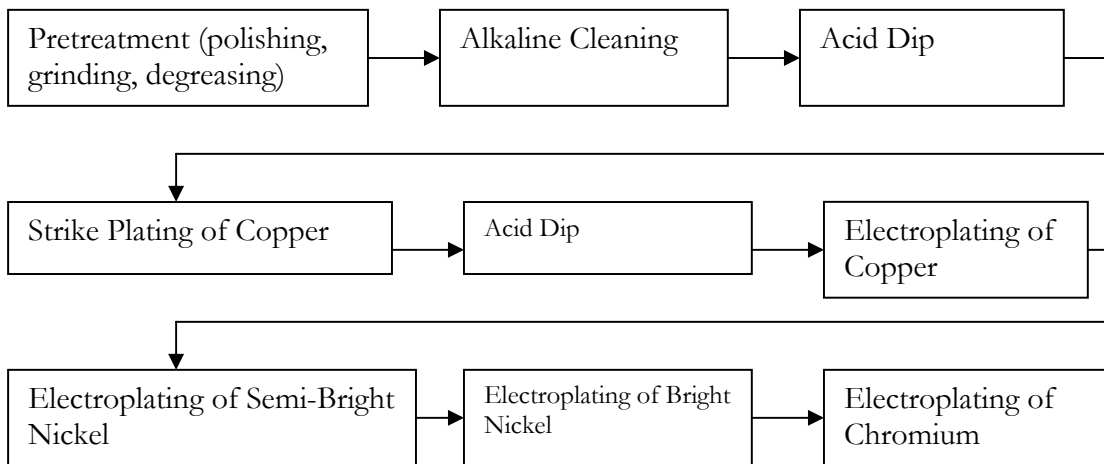 Pretreatment (polishing,
grinding, degreasing)
Alkaline Cleaning
Acid Dip
Strike Plating of Copper
Acid Dip
Electroplating of
Copper
Electroplating of Semi-Bright
Nickel
Electroplating of Bright
Nickel
Electroplating of
Chromium